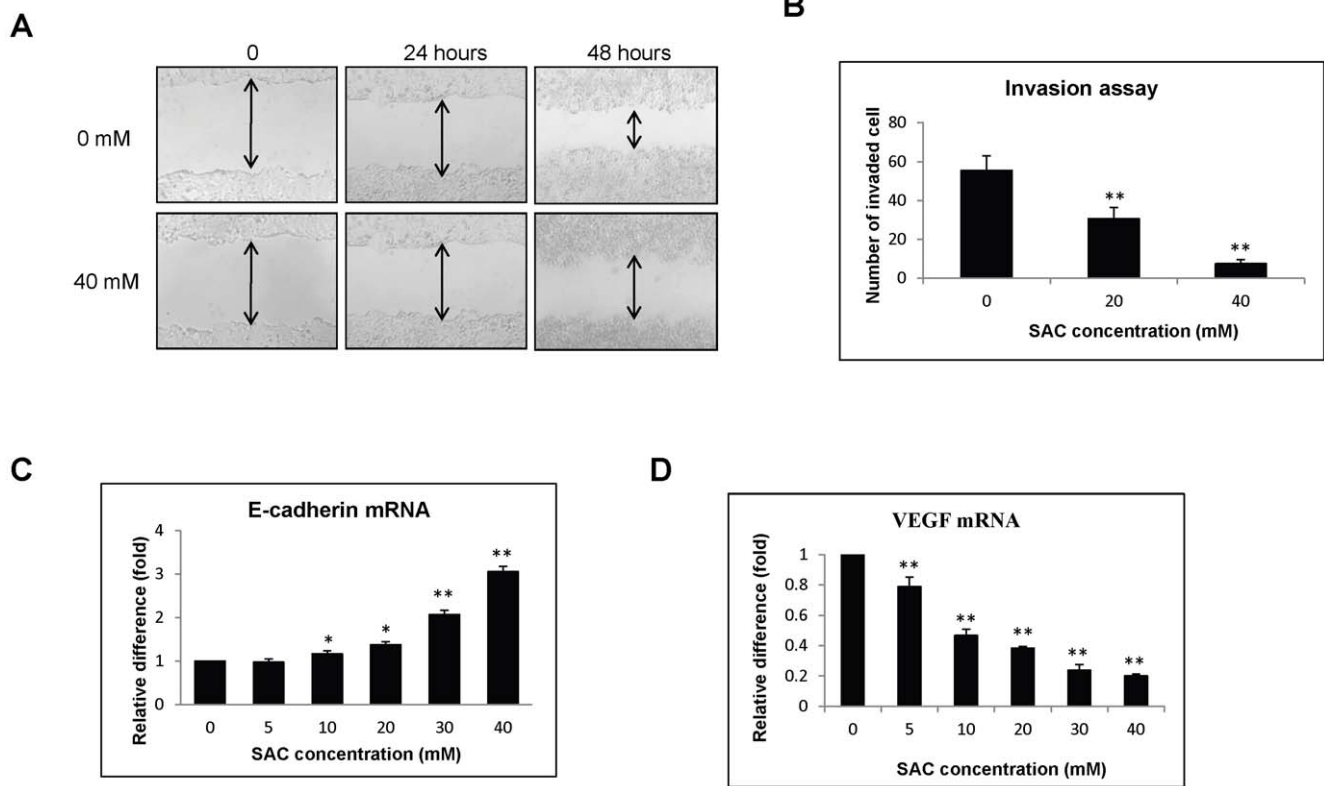 A
0
24 hours
48 hours
0 mM
40 mM
B
Invasion assay
Number of invaded cell
80
60
40
20
0
**
**
0
20
40
SAC concentration (mM)
C
E-cadherin mRNA
Relative difference (fold)
4
3
2
1
0
*
*
**
**
0
5
10
20
30
40
SAC concentration (mM)
D
VEGF mRNA
Relative difference (fold)
1
0.8
0.6
0.4
0.2
0
**
**
**
**
**
0
5
10
20
30
40
SAC concentration (mM)